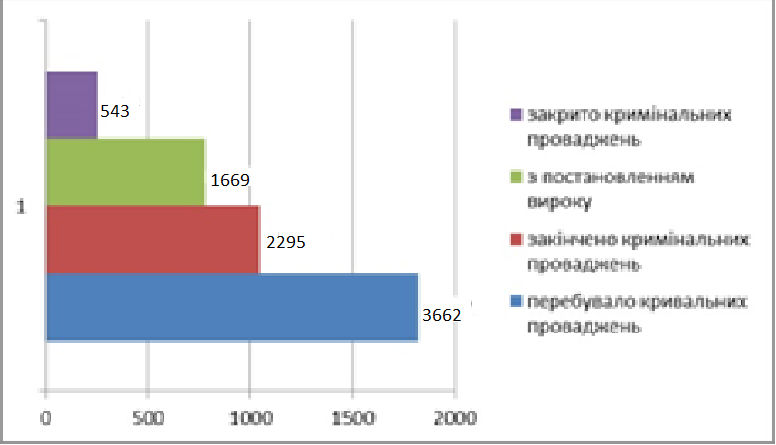 543
1669
1
2295
3662
0
500
1000
1500
2000
закрито кримінальних
проваджень
з постановленням
вироку
закінчено кримінальних
проваджень
перебувало кривальних
проваджень